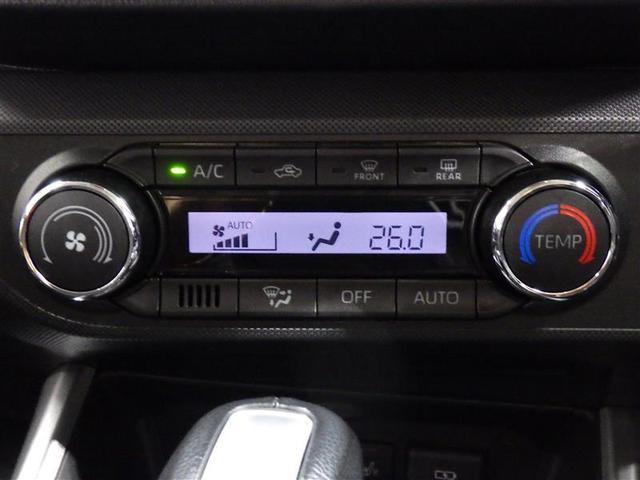 A/C
FRONT
REAR
AUTO
26.0
TEMP
OFF
AUTO